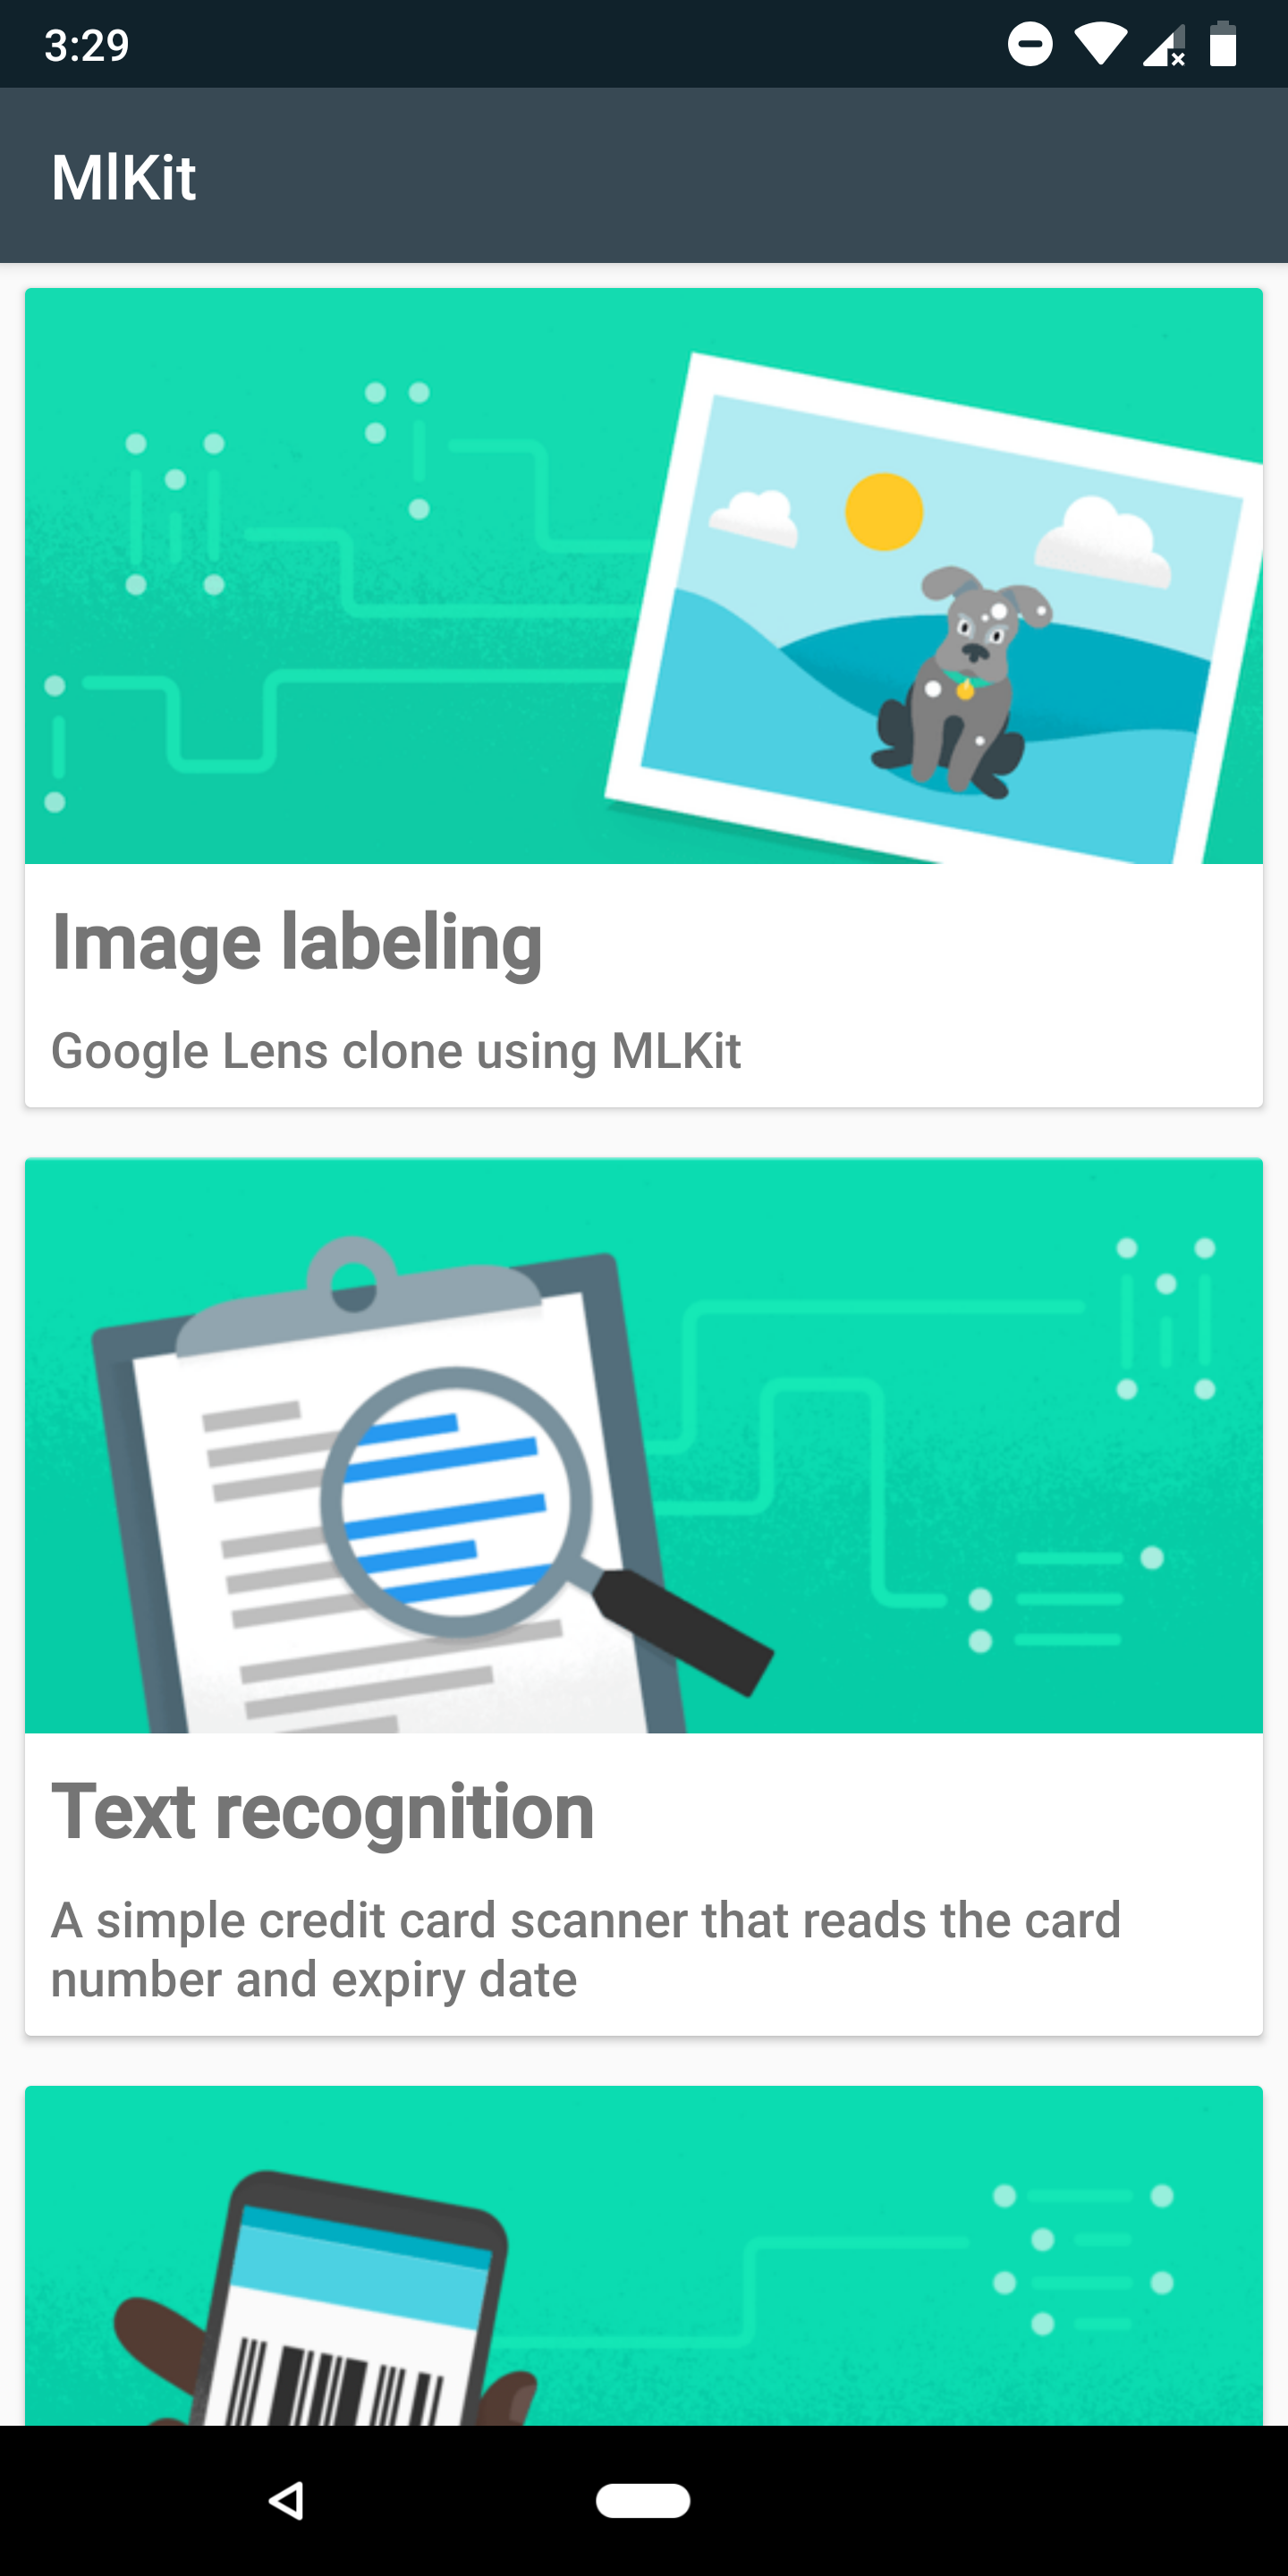 3:29
MlKit
Image labeling
Google Lens clone using MLKit
Text recognition
A simple credit card scanner that reads the card
number and expiry date